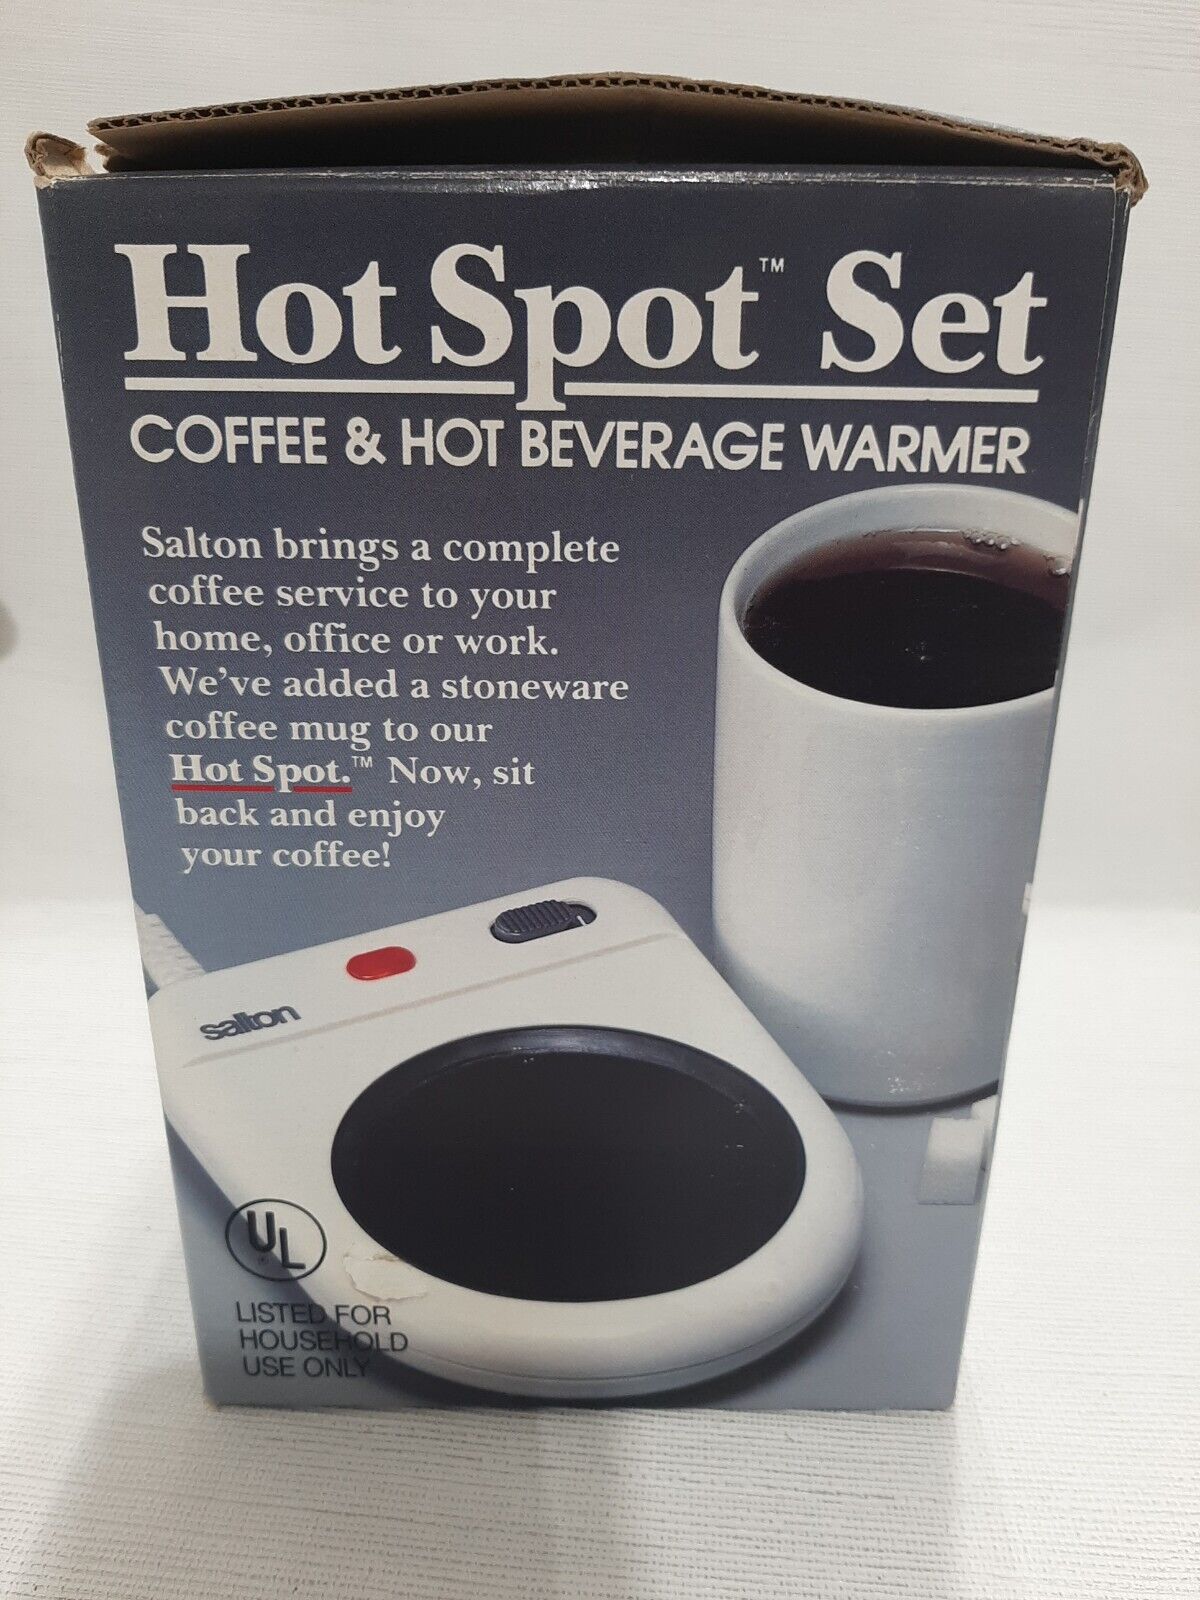 Hot Spot™ Set
COFFEE & HOT BEVERAGE WARMER
Salton brings a complete
coffee service to your
home, office or work.
We've added a stoneware
coffee mug to our
Hot Spot.™ Now, sit
back and enjoy
your coffee!
salton
UL®
LISTED FOR
HOUSEHOLD
USE ONLY